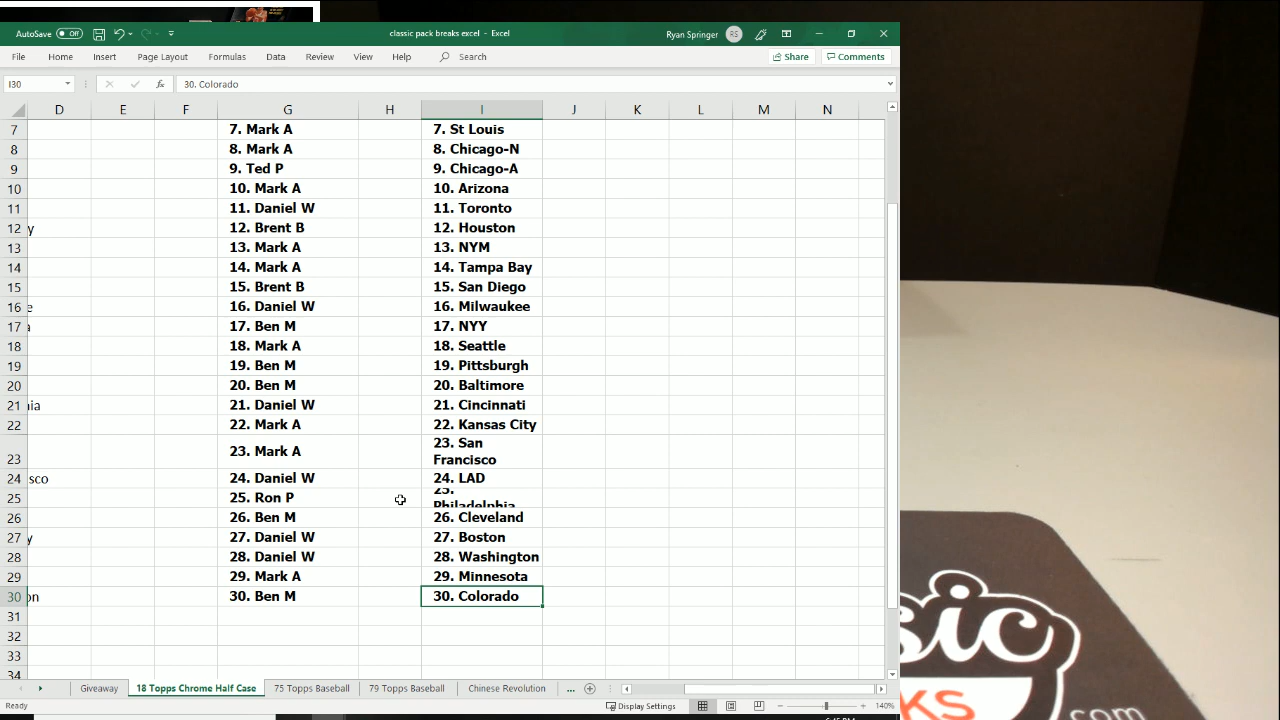 AutoSave Off
classic pack breaks excel - Excel
Ryan Springer RS
File Home Insert Page Layout Formulas Data Review View Help Search Share Comments
I30 fx 30. Colorado
D E F G H I J K L M N
7 7. Mark A 7. St Louis
8 8. Mark A 8. Chicago-N
9 9. Ted P 9. Chicago-A
10 10. Mark A 10. Arizona
11 11. Daniel W 11. Toronto
12 y 12. Brent B 12. Houston
13 13. Mark A 13. NYM
14 14. Mark A 14. Tampa Bay
15 15. Brent B 15. San Diego
16 e 16. Daniel W 16. Milwaukee
17 a 17. Ben M 17. NYY
18 18. Mark A 18. Seattle
19 19. Ben M 19. Pittsburgh
20 20. Ben M 20. Baltimore
21 nia 21. Daniel W 21. Cincinnati
22 22. Mark A 22. Kansas City
23 23. Mark A 23. San
Francisco
24 sco 24. Daniel W 24. LAD
25 25. Ron P 25.
Philadelphia
26 26. Ben M 26. Cleveland
27 y 27. Daniel W 27. Boston
28 28. Daniel W 28. Washington
29 29. Mark A 29. Minnesota
30 on 30. Ben M 30. Colorado
31
32
33
34
Giveaway 18 Topps Chrome Half Case 75 Topps Baseball 79 Topps Baseball Chinese Revolution ...
Ready Display Settings 140%
sic
KS
.com